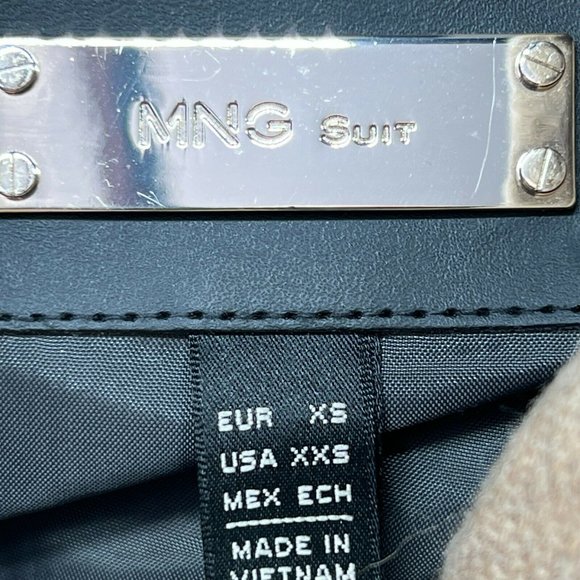 MNG SUIT
EUR XS
USA XXS
MEX ECH
MADE IN
VIETNAM